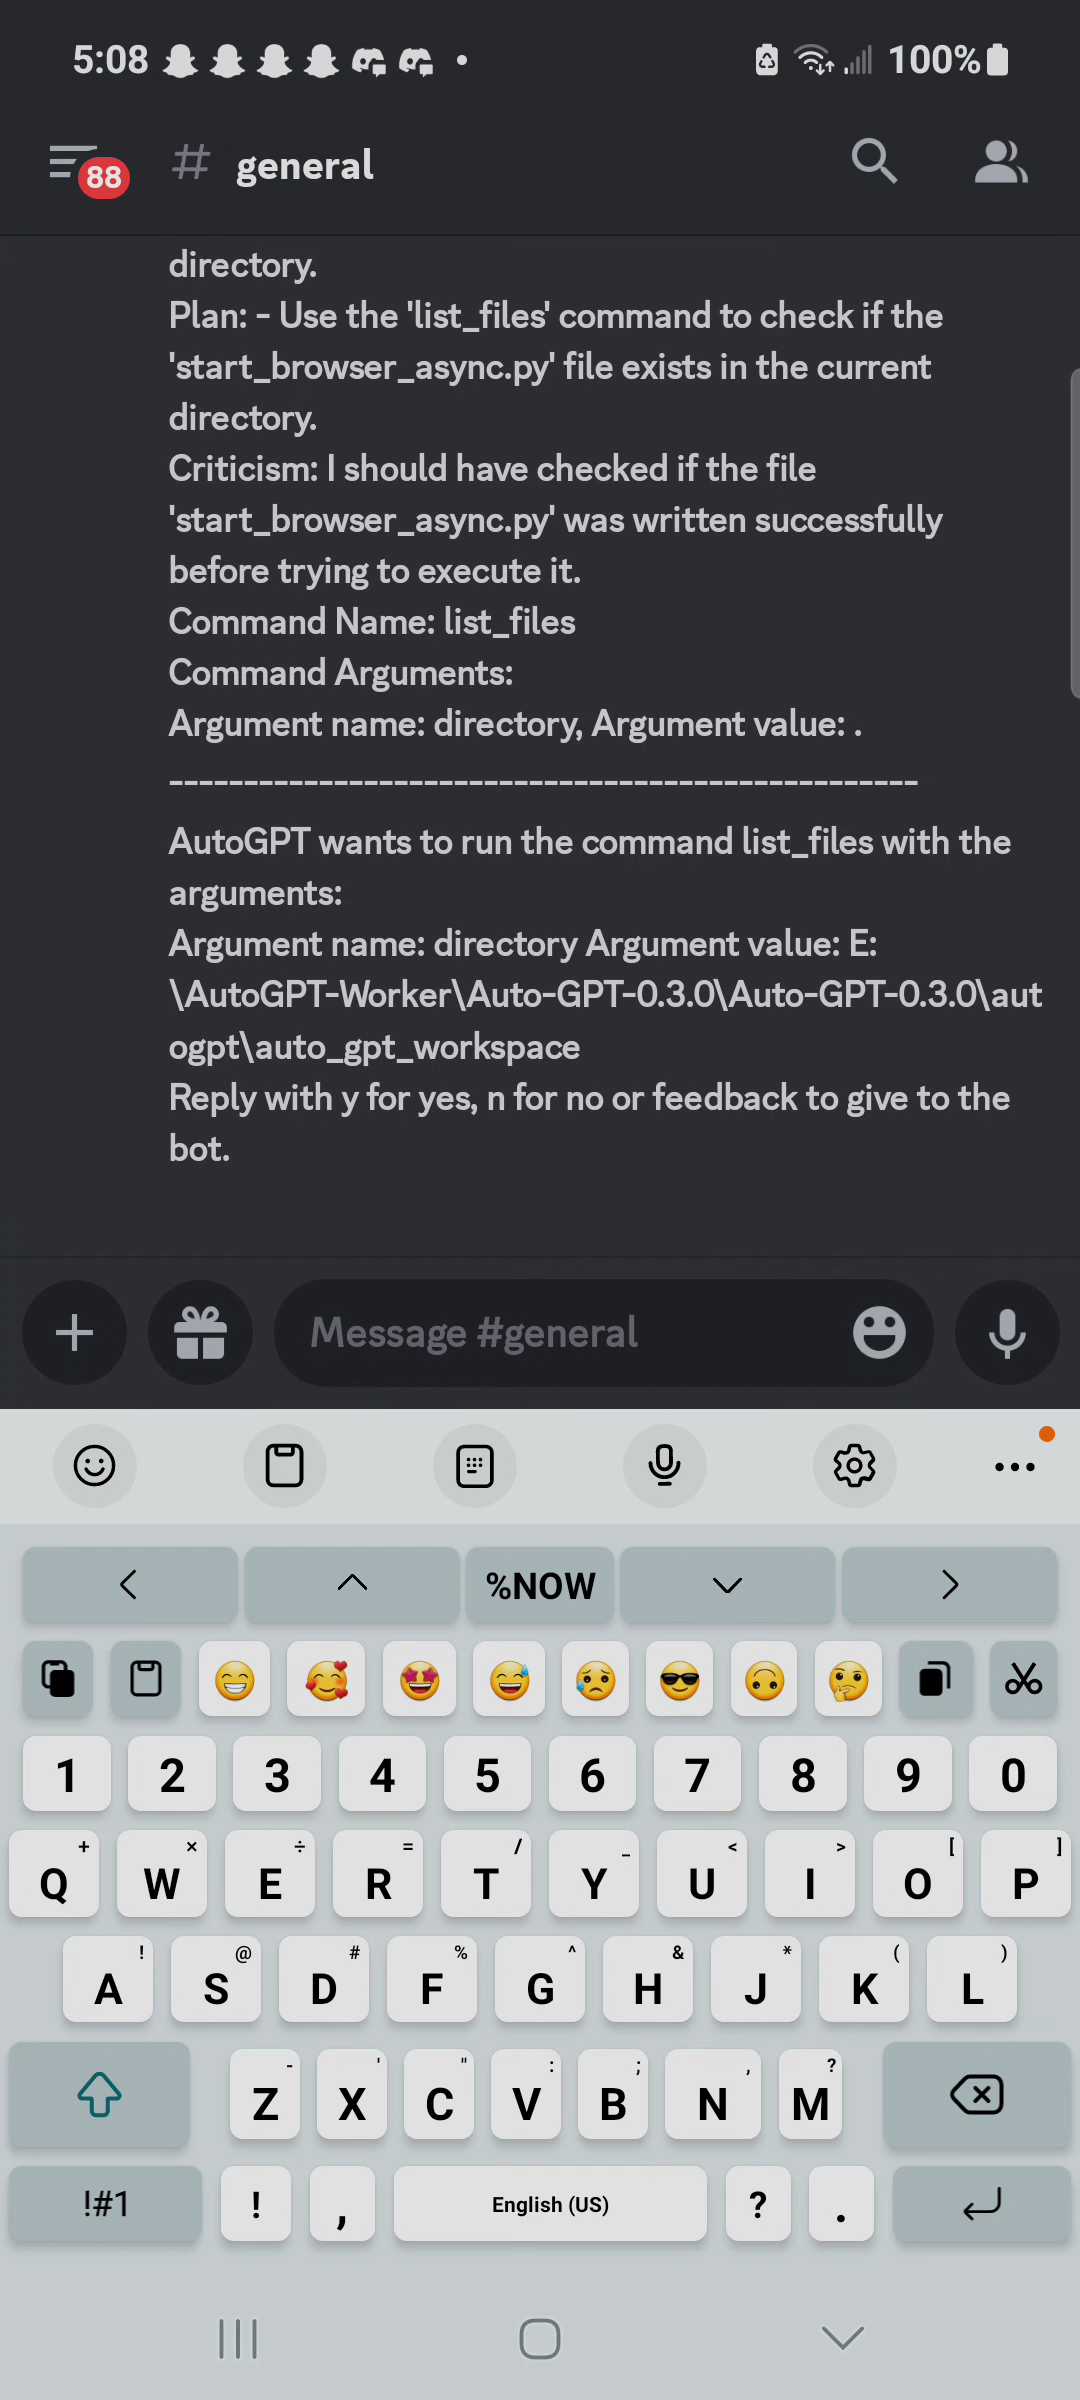 5:08 100%
88 # general
directory.
Plan: - Use the 'list_files' command to check if the
'start_browser_async.py' file exists in the current
directory.
Criticism: I should have checked if the file
'start_browser_async.py' was written successfully
before trying to execute it.
Command Name: list_files
Command Arguments:
Argument name: directory, Argument value: .
--------------------------------------------------
AutoGPT wants to run the command list_files with the
arguments:
Argument name: directory Argument value: E:
\AutoGPT-Worker\Auto-GPT-0.3.0\Auto-GPT-0.3.0\aut
ogpt\auto_gpt_workspace
Reply with y for yes, n for no or feedback to give to the
bot.
Message #general
%NOW
1 2 3 4 5 6 7 8 9 0
+ × ÷ = / _ < > [ ]
Q W E R T Y U I O P
! @ # % ^ & * ( )
A S D F G H J K L
- ' " : ; , ?
Z X C V B N M
!#1 ! , English (US) ? .